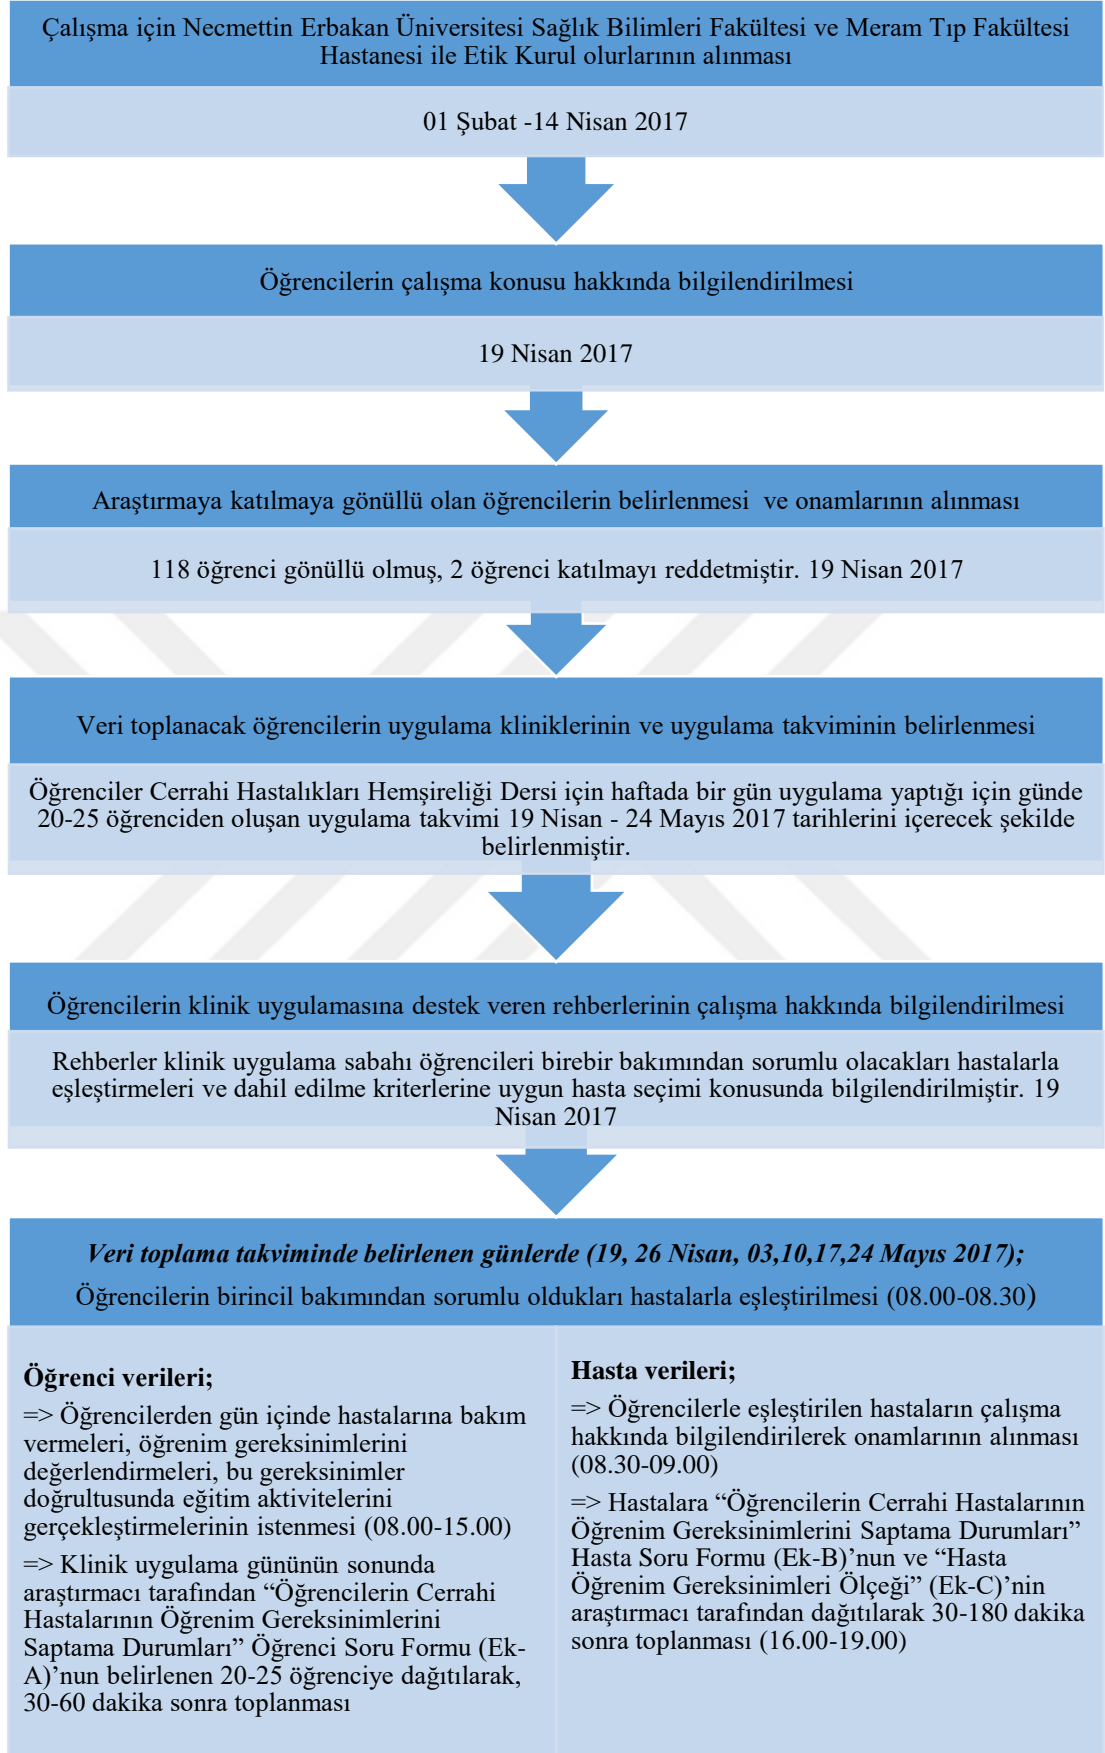 Çalışma için Necmettin Erbakan Üniversitesi Sağlık Bilimleri Fakültesi ve Meram Tıp Fakültesi
Hastanesi ile Etik Kurul olurlarının alınması
01 Şubat -14 Nisan 2017
Öğrencilerin çalışma konusu hakkında bilgilendirilmesi
19 Nisan 2017
Araştırmaya katılmaya gönüllü olan öğrencilerin belirlenmesi ve onamlarının alınması
118 öğrenci gönüllü olmuş, 2 öğrenci katılmayı reddetmiştir. 19 Nisan 2017
Veri toplanacak öğrencilerin uygulama kliniklerinin ve uygulama takviminin belirlenmesi
Öğrenciler Cerrahi Hastalıkları Hemşireliği Dersi için haftada bir gün uygulama yaptığı için günde
20-25 öğrenciden oluşan uygulama takvimi 19 Nisan - 24 Mayıs 2017 tarihlerini içerecek şekilde
belirlenmiştir.
Öğrencilerin klinik uygulamasına destek veren rehberlerinin çalışma hakkında bilgilendirilmesi
Rehberler klinik uygulama sabahı öğrencileri birebir bakımından sorumlu olacakları hastalarla
eşleştirmeleri ve dahil edilme kriterlerine uygun hasta seçimi konusunda bilgilendirilmiştir. 19
Nisan 2017
Veri toplama takviminde belirlenen günlerde (19, 26 Nisan, 03,10,17,24 Mayıs 2017);
Öğrencilerin birincil bakımından sorumlu oldukları hastalarla eşleştirilmesi (08.00-08.30)
Öğrenci verileri;
=> Öğrencilerden gün içinde hastalarına bakım
vermeleri, öğrenim gereksinimlerini
değerlendirmeleri, bu gereksinimler
doğrultusunda eğitim aktivitelerini
gerçekleştirmelerinin istenmesi (08.00-15.00)
=> Klinik uygulama gününün sonunda
araştırmacı tarafından “Öğrencilerin Cerrahi
Hastalarının Öğrenim Gereksinimlerini
Saptama Durumları” Öğrenci Soru Formu (Ek-
A)’nun belirlenen 20-25 öğrenciye dağıtılarak,
30-60 dakika sonra toplanması
Hasta verileri;
=> Öğrencilerle eşleştirilen hastaların çalışma
hakkında bilgilendirilerek onamlarının alınması
(08.30-09.00)
=> Hastalara “Öğrencilerin Cerrahi Hastalarının
Öğrenim Gereksinimlerini Saptama Durumları”
Hasta Soru Formu (Ek-B)’nun ve “Hasta
Öğrenim Gereksinimleri Ölçeği” (Ek-C)’nin
araştırmacı tarafından dağıtılarak 30-180 dakika
sonra toplanması (16.00-19.00)